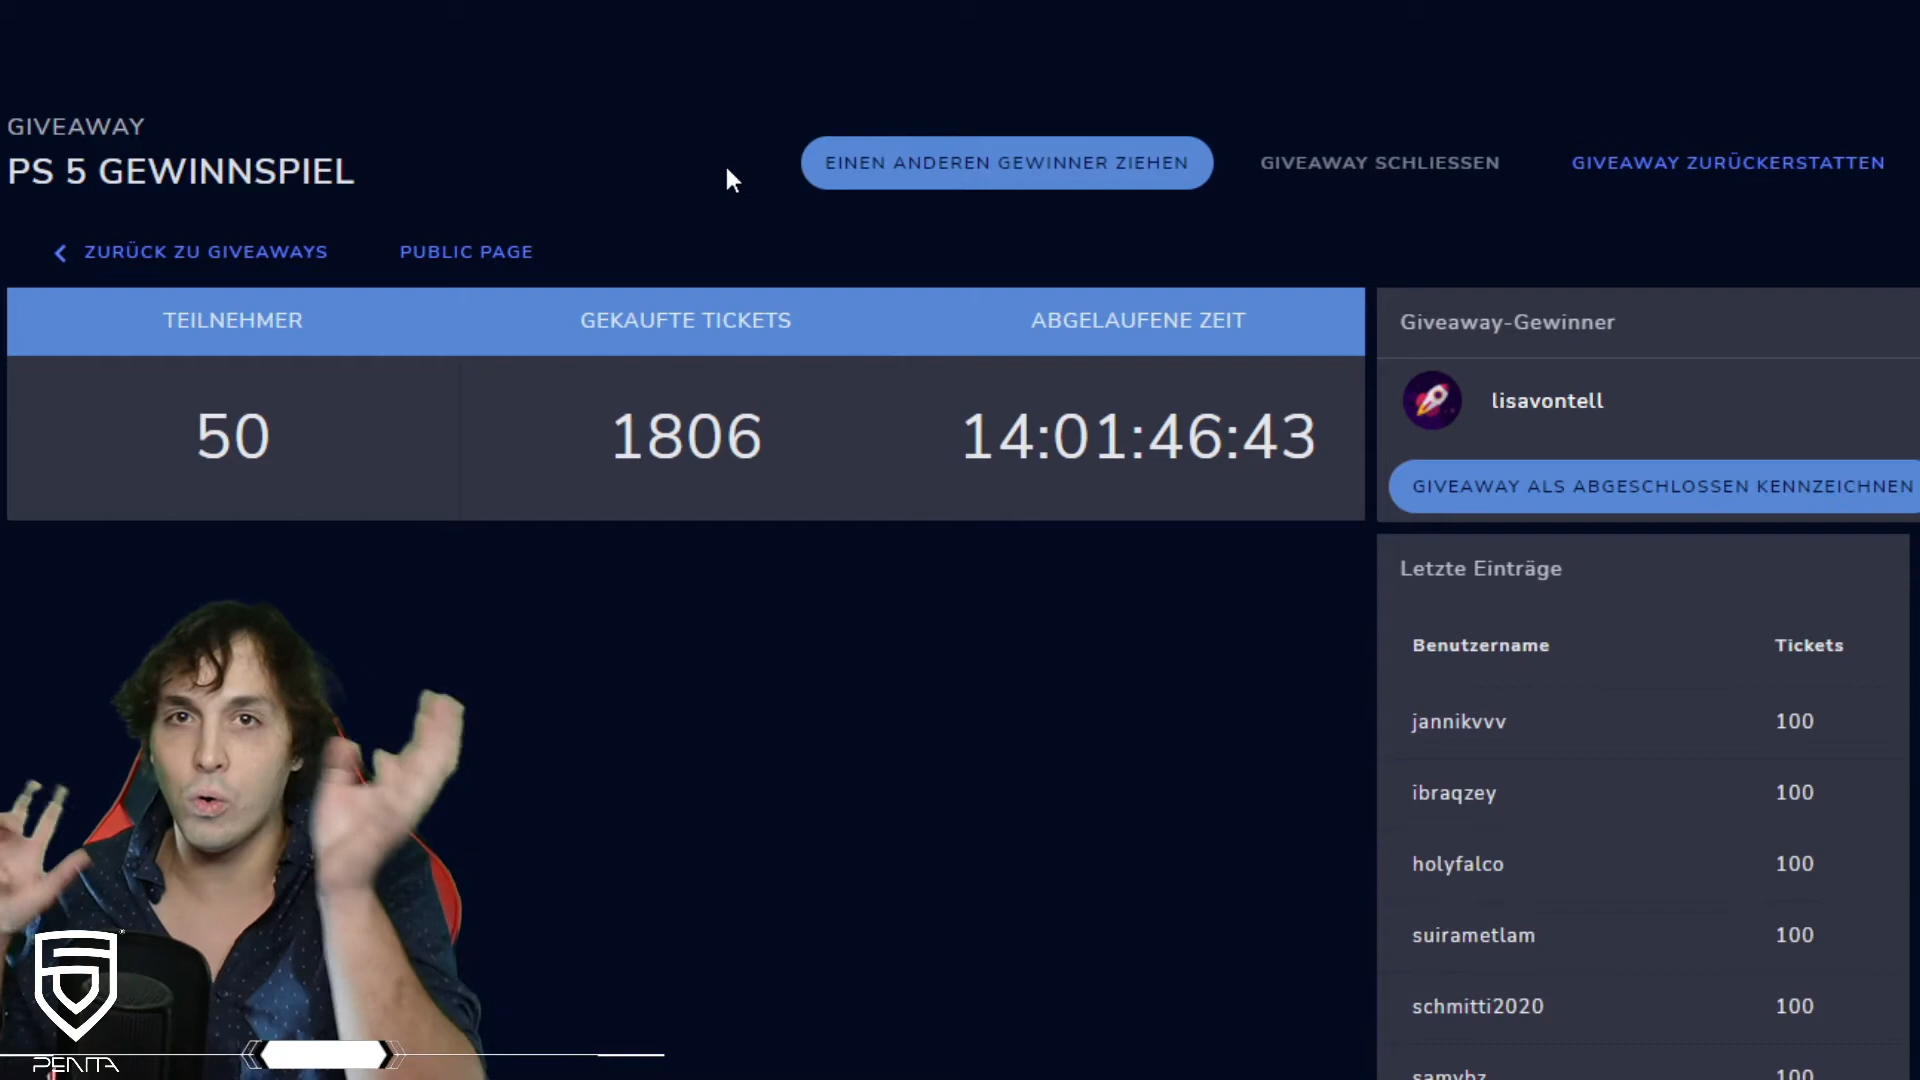 GIVEAWAY
PS 5 GEWINNSPIEL
EINEN ANDEREN GEWINNER ZIEHEN
GIVEAWAY SCHLIESSEN
GIVEAWAY ZURÜCKERSTATTEN
ZURÜCK ZU GIVEAWAYS
PUBLIC PAGE
TEILNEHMER
GEKAUFTE TICKETS
ABGELAUFENE ZEIT
50
1806
14:01:46:43
Giveaway-Gewinner
lisavontell
GIVEAWAY ALS ABGESCHLOSSEN KENNZEICHNEN
Letzte Einträge
Benutzername Tickets
jannikvvv 100
ibraqzey 100
holyfalco 100
suirametlam 100
schmitti2020 100
100
PENTA